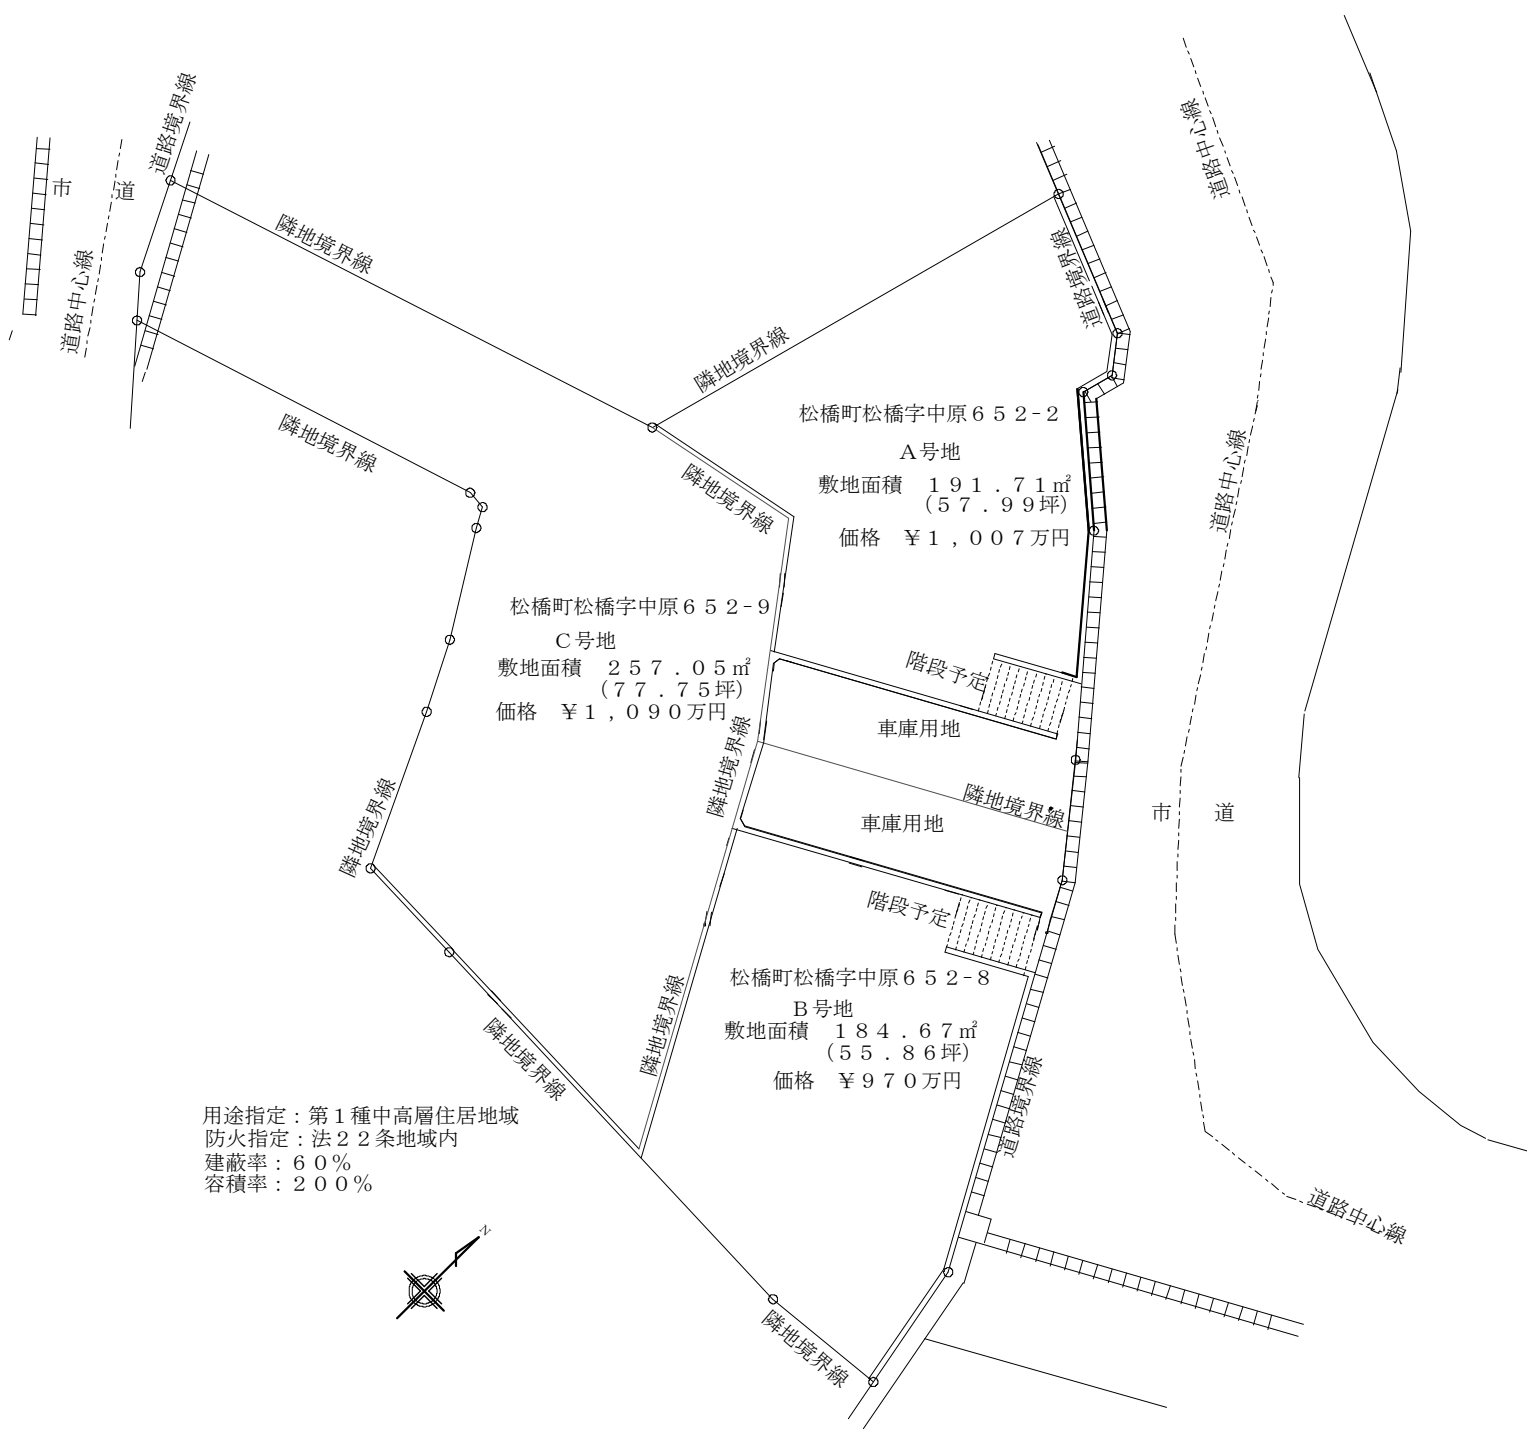 道路境界線
市　道
道路中心線
隣地境界線
隣地境界線
隣地境界線
道路境界線
道路中心線
隣地境界線
松橋町松橋字中原６５２-２
Ａ号地
敷地面積　１９１．７１㎡
（５７．９９坪）
価格　￥１，００７万円
道路中心線
松橋町松橋字中原６５２-９
Ｃ号地
敷地面積　２５７．０５㎡
（７７．７５坪）
価格　￥１，０９０万円
階段予定
車庫用地
隣地境界線
隣地境界線
車庫用地
市　道
隣地境界線
階段予定
松橋町松橋字中原６５２-８
Ｂ号地
敷地面積　１８４．６７㎡
（５５．８６坪）
価格　￥９７０万円
隣地境界線
隣地境界線
道路境界線
用途指定：第１種中高層住居地域
防火指定：法２２条地域内
建蔽率：６０％
容積率：２００％
道路中心線
N
隣地境界線